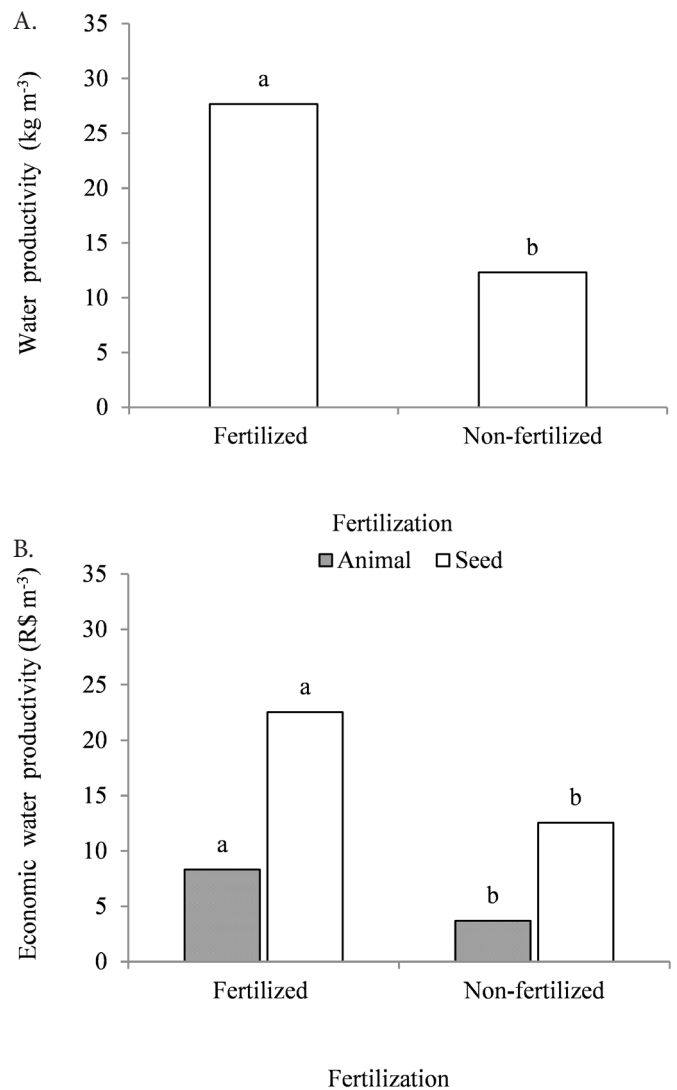 A.
Water productivity (kg m-3)
35
30
25
20
15
10
5
0
a
b
Fertilized Non-fertilized
Fertilization
B.
Animal Seed
Economic water productivity (R$ m-3)
35
30
25
20
15
10
5
0
a
a
b
b
Fertilized Non-fertilized
Fertilization